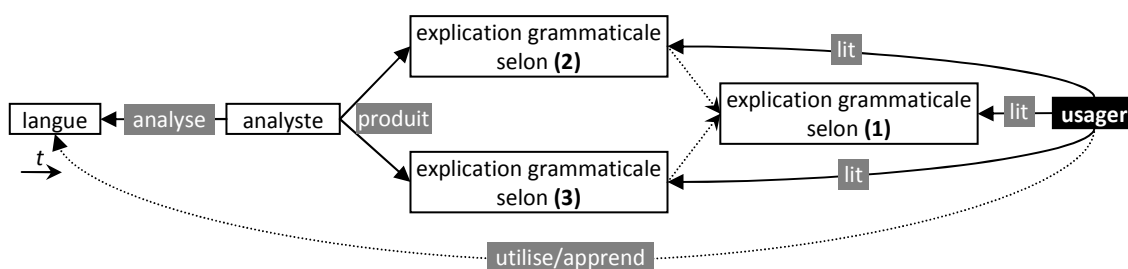 explication grammaticale
selon (2)
lit
langue
analyse
analyste
produit
explication grammaticale
selon (1)
lit
usager
t
explication grammaticale
selon (3)
lit
utilise/apprend